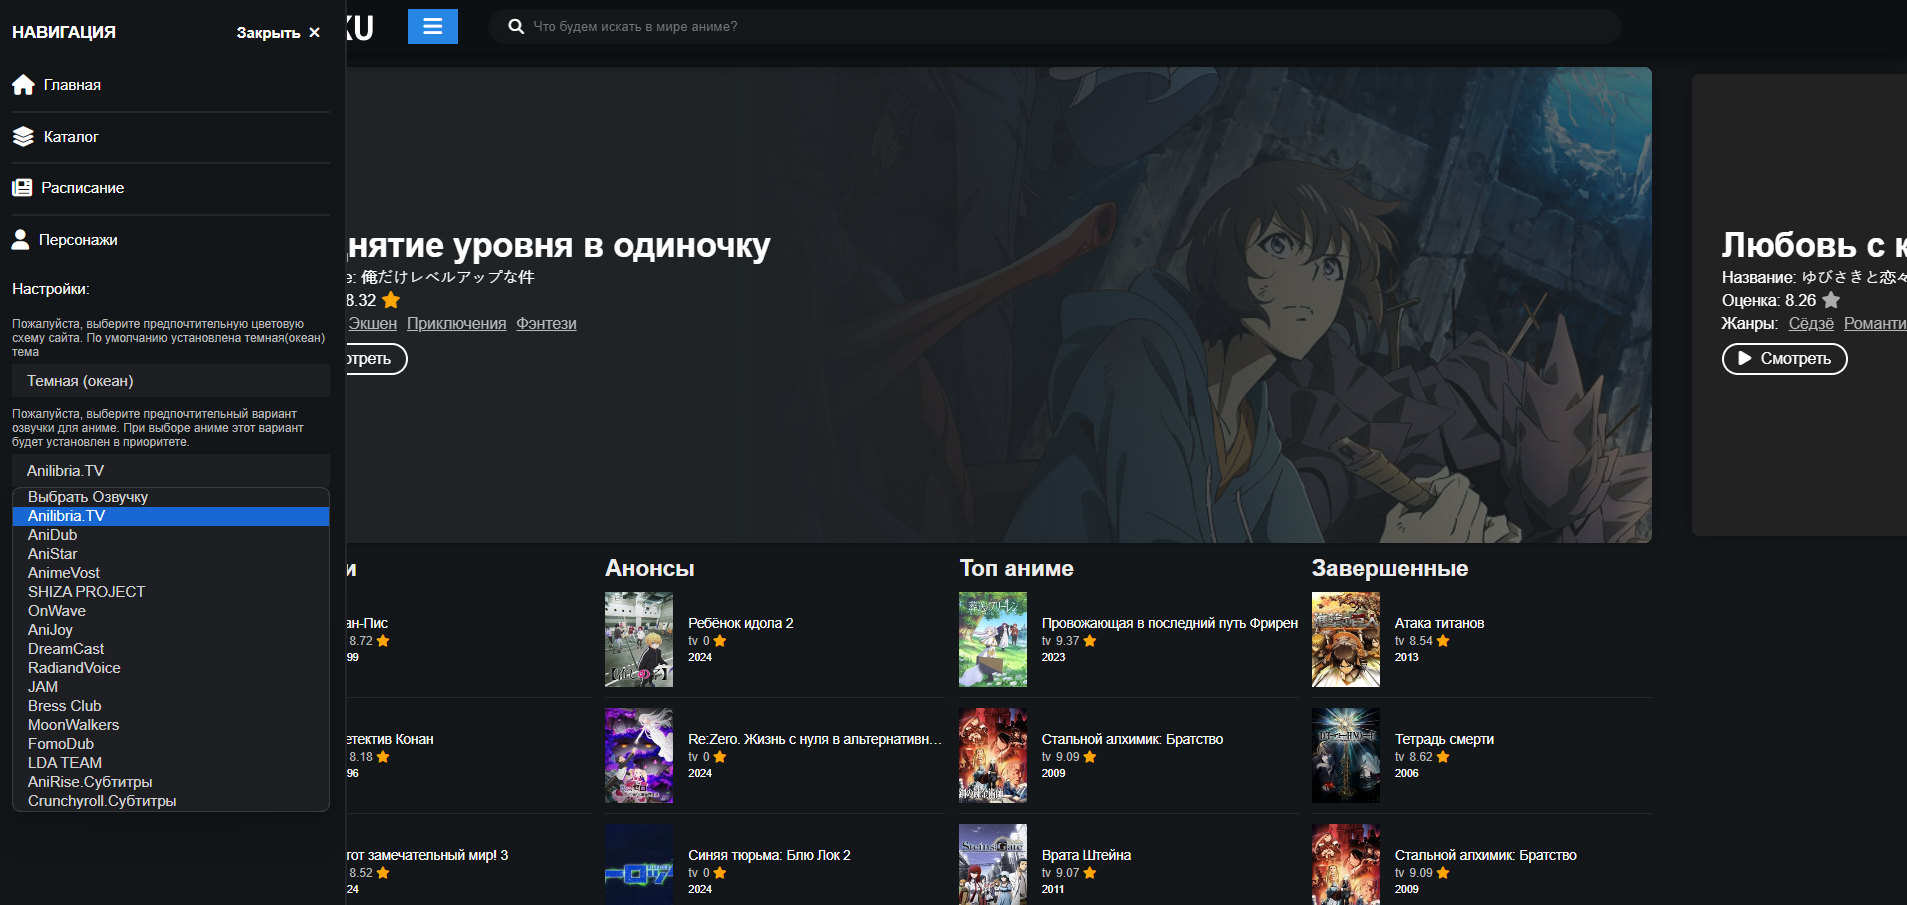 НАВИГАЦИЯ
Закрыть ×
KU
Что будем искать в мире аниме?
Главная
Каталог
Расписание
Персонажи
Настройки:
Пожалуйста, выберите предпочтительную цветовую
схему сайта. По умолчанию установлена темная(океан)
тема
Темная (океан)
Пожалуйста, выберите предпочтительный вариант
озвучки для аниме. При выборе аниме этот вариант
будет установлен в приоритете.
Anilibria.TV
Выбрать Озвучку
Anilibria.TV
AniDub
AniStar
AnimeVost
SHIZA PROJECT
OnWave
AniJoy
DreamCast
RadiandVoice
JAM
Bress Club
MoonWalkers
FomoDub
LDA TEAM
AniRise.Субтитры
Crunchyroll.Субтитры
нятие уровня в одиночку
е: 俺だけレベルアップな件
8.32
Экшен Приключения Фэнтези
отреть
Любовь с к
Название: ゆびさきと恋々
Оценка: 8.26
Жанры: Сёдзё Романти
Смотреть
и
ан-Пис
8.72
99
етектив Конан
8.18
96
тот замечательный мир! 3
8.52
24
Анонсы
Ребёнок идола 2
tv 0
2024
Re:Zero. Жизнь с нуля в альтернативн...
tv 0
2024
Синяя тюрьма: Блю Лок 2
tv 0
2024
Топ аниме
Провожающая в последний путь Фрирен
tv 9.37
2023
Стальной алхимик: Братство
tv 9.09
2009
Врата Штейна
tv 9.07
2011
Завершенные
Атака титанов
tv 8.54
2013
Тетрадь смерти
tv 8.62
2006
Стальной алхимик: Братство
tv 9.09
2009